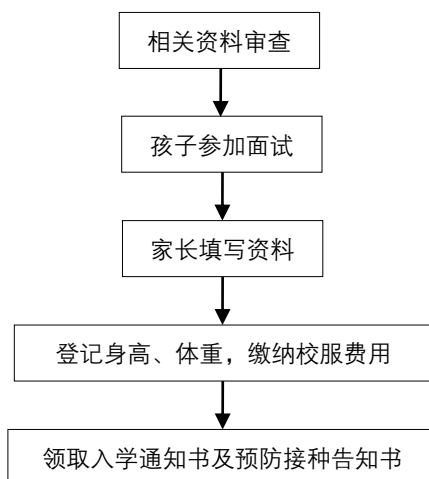 相关资料审查
孩子参加面试
家长填写资料
登记身高、体重，缴纳校服费用
领取入学通知书及预防接种告知书